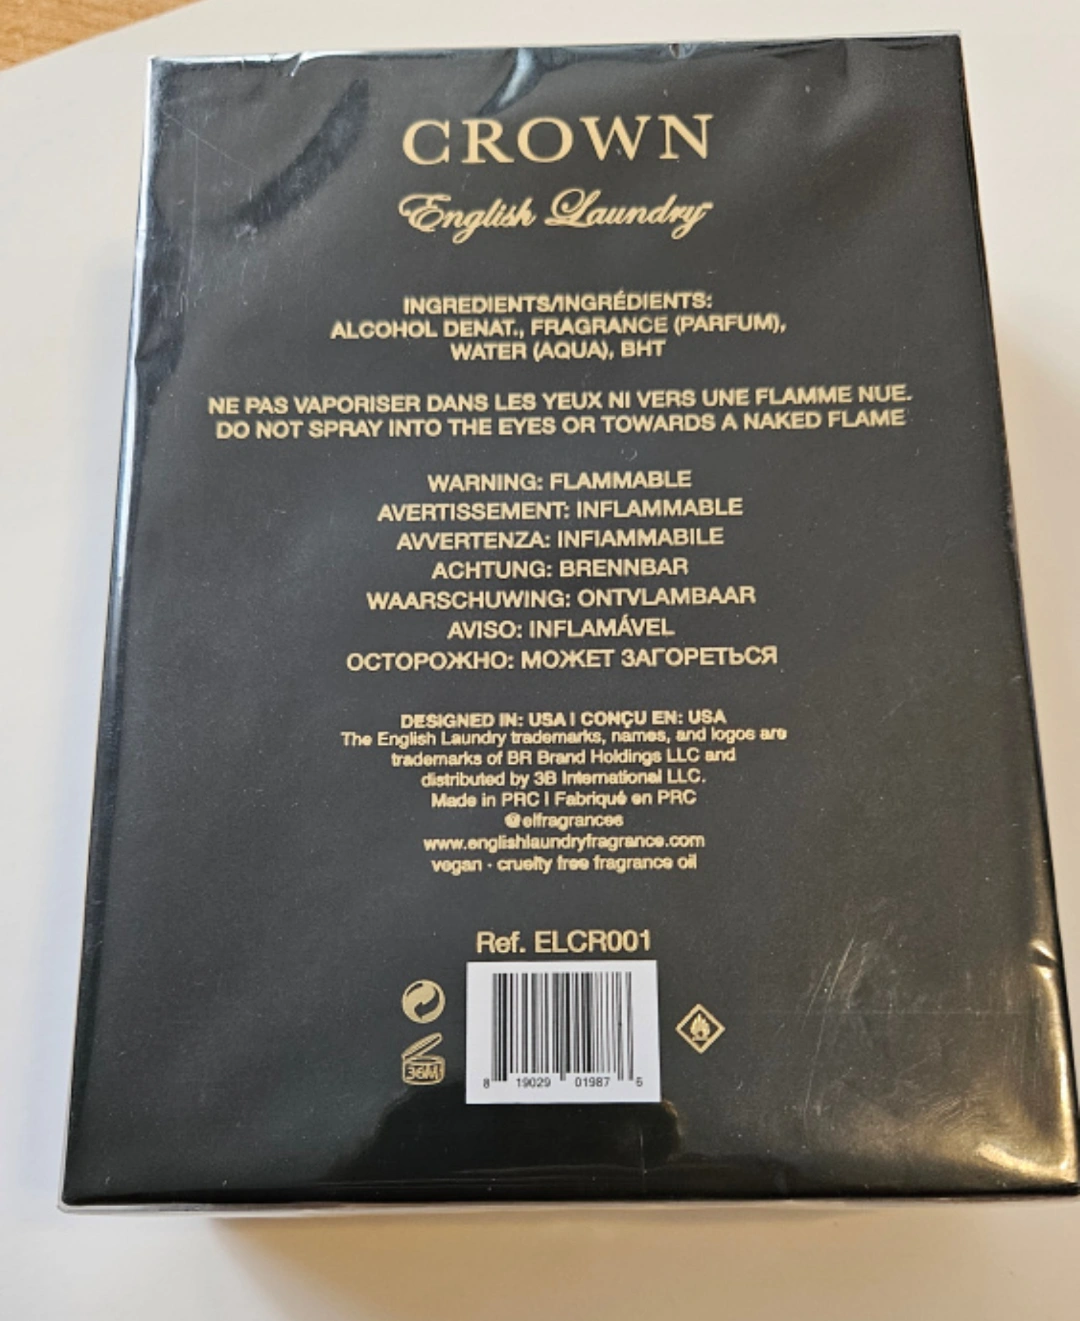 CROWN
English Laundry™
INGREDIENTS/INGRÉDIENTS:
ALCOHOL DENAT., FRAGRANCE (PARFUM),
WATER (AQUA), BHT
NE PAS VAPORISER DANS LES YEUX NI VERS UNE FLAMME NUE.
DO NOT SPRAY INTO THE EYES OR TOWARDS A NAKED FLAME
WARNING: FLAMMABLE
AVERTISSEMENT: INFLAMMABLE
AVVERTENZA: INFIAMMABILE
ACHTUNG: BRENNBAR
WAARSCHUWING: ONTVLAMBAAR
AVISO: INFLAMÁVEL
ОСТОРОЖНО: МОЖЕТ ЗАГОРЕТЬСЯ
DESIGNED IN: USA | CONÇU EN: USA
The English Laundry trademarks, names, and logos are
trademarks of BR Brand Holdings LLC and
distributed by 3B International LLC.
Made in PRC | Fabriqué en PRC
@elfragrances
www.englishlaundryfragrance.com
vegan · cruelty free fragrance oil
Ref. ELCR001
36M
8 19029 01987 6